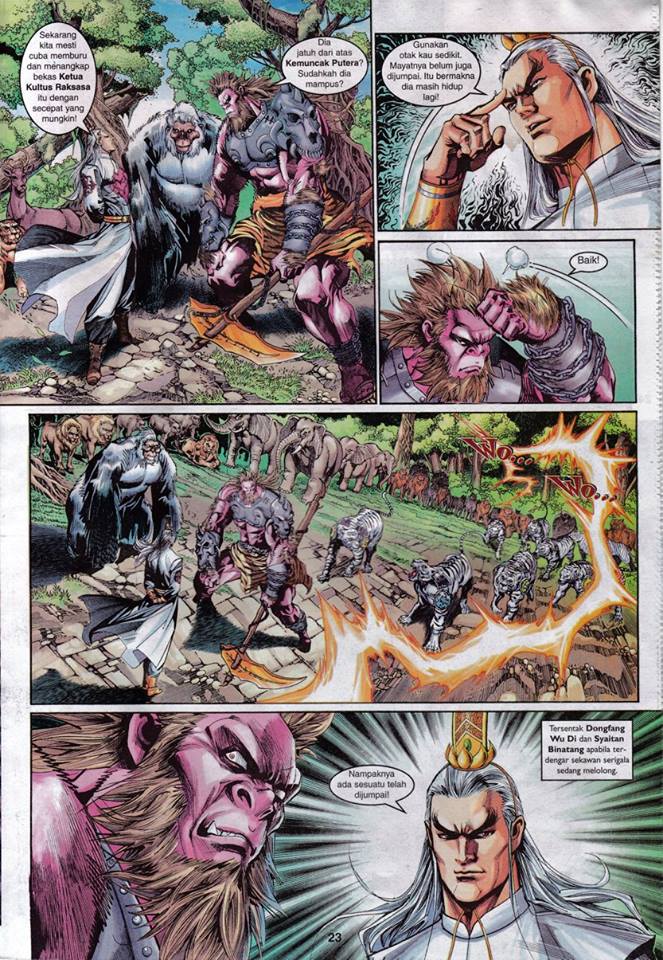 Sekarang
kita mesti
cuba memburu
dan menangkap
bekas Ketua
Kultus Raksasa
itu dengan
secepat yang
mungkin!
Dia
jatuh dari atas
Kemuncak Putera?
Sudahkah dia
mampus?
Gunakan
otak kau sedikit.
Mayatnya belum juga
dijumpai. Itu bermakna
dia masih hidup
lagi!
Baik!
WO...
WO...
Tersentak Dongfang
Wu Di dan Syaitan
Binatang apabila ter-
dengar sekawan serigala
sedang melolong.
Nampaknya
ada sesuatu telah
dijumpai!
23